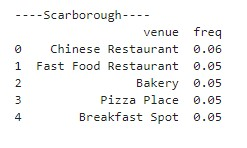 ----Scarborough----
venue freq
0 Chinese Restaurant 0.06
1 Fast Food Restaurant 0.05
2 Bakery 0.05
3 Pizza Place 0.05
4 Breakfast Spot 0.05